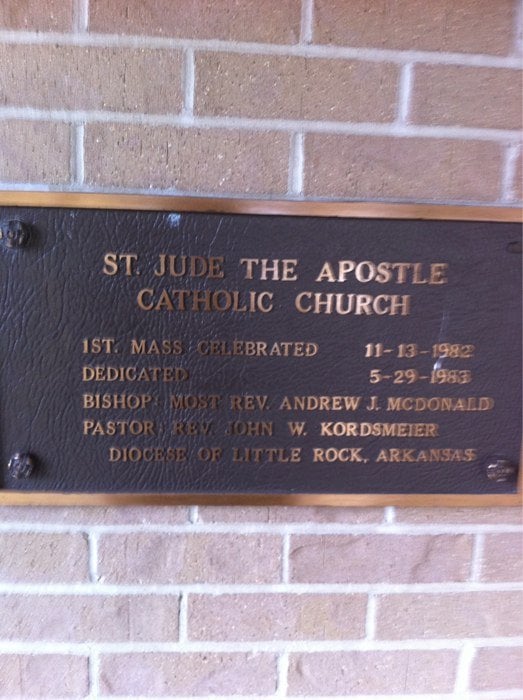 ST. JUDE THE APOSTLE
CATHOLIC CHURCH
1ST. MASS CELEBRATED 11-13-1982
DEDICATED 5-29-1983
BISHOP: MOST REV. ANDREW J. MCDONALD
PASTOR: REV. JOHN W. KORDSMEIER
DIOCESE OF LITTLE ROCK, ARKANSAS